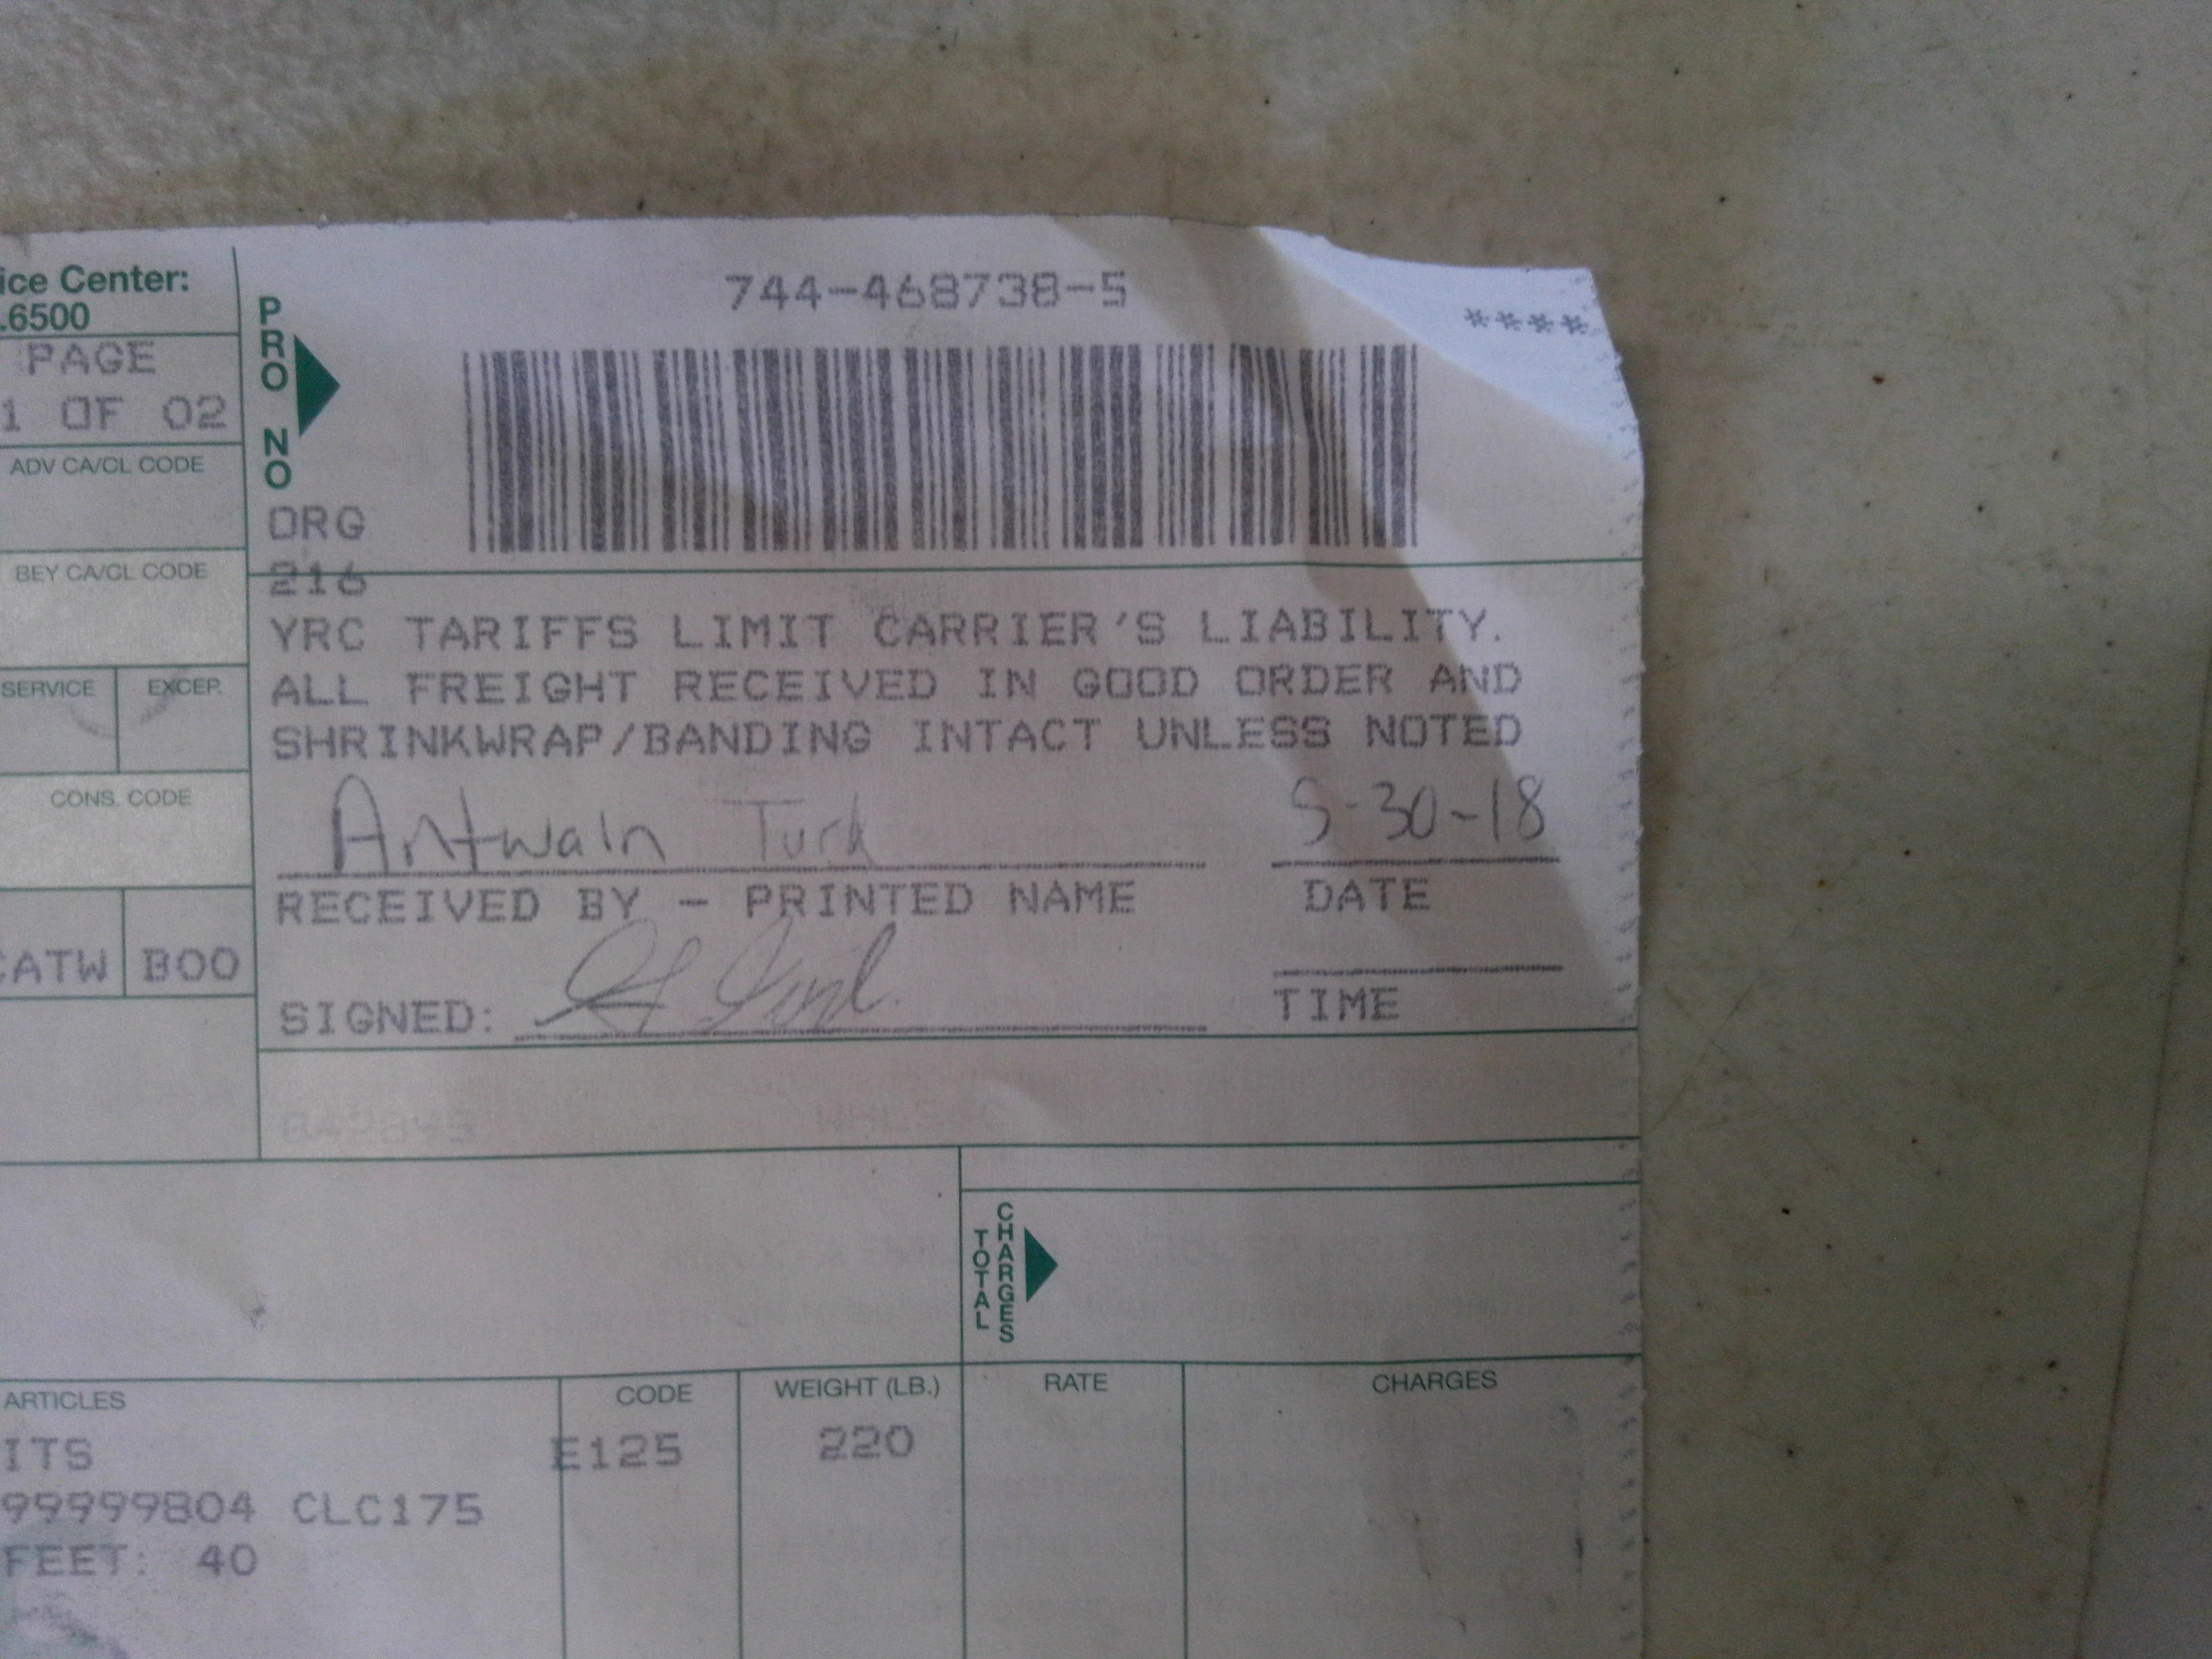 ice Center:
.6500
PAGE
1 OF 02
ADV CA/CL CODE
BEY CA/CL CODE
SERVICE EXCEP.
CONS. CODE
CATW BOO
PRO NO
744-468738-5
****
ORG
216
YRC TARIFFS LIMIT CARRIER'S LIABILITY.
ALL FREIGHT RECEIVED IN GOOD ORDER AND
SHRINKWRAP/BANDING INTACT UNLESS NOTED
Antwain Turk 5-30-18
RECEIVED BY - PRINTED NAME DATE
SIGNED: TIME
TOTAL CHARGES
ARTICLES CODE WEIGHT (LB.) RATE CHARGES
ITS E125 220
99999804 CLC175
FEET: 40